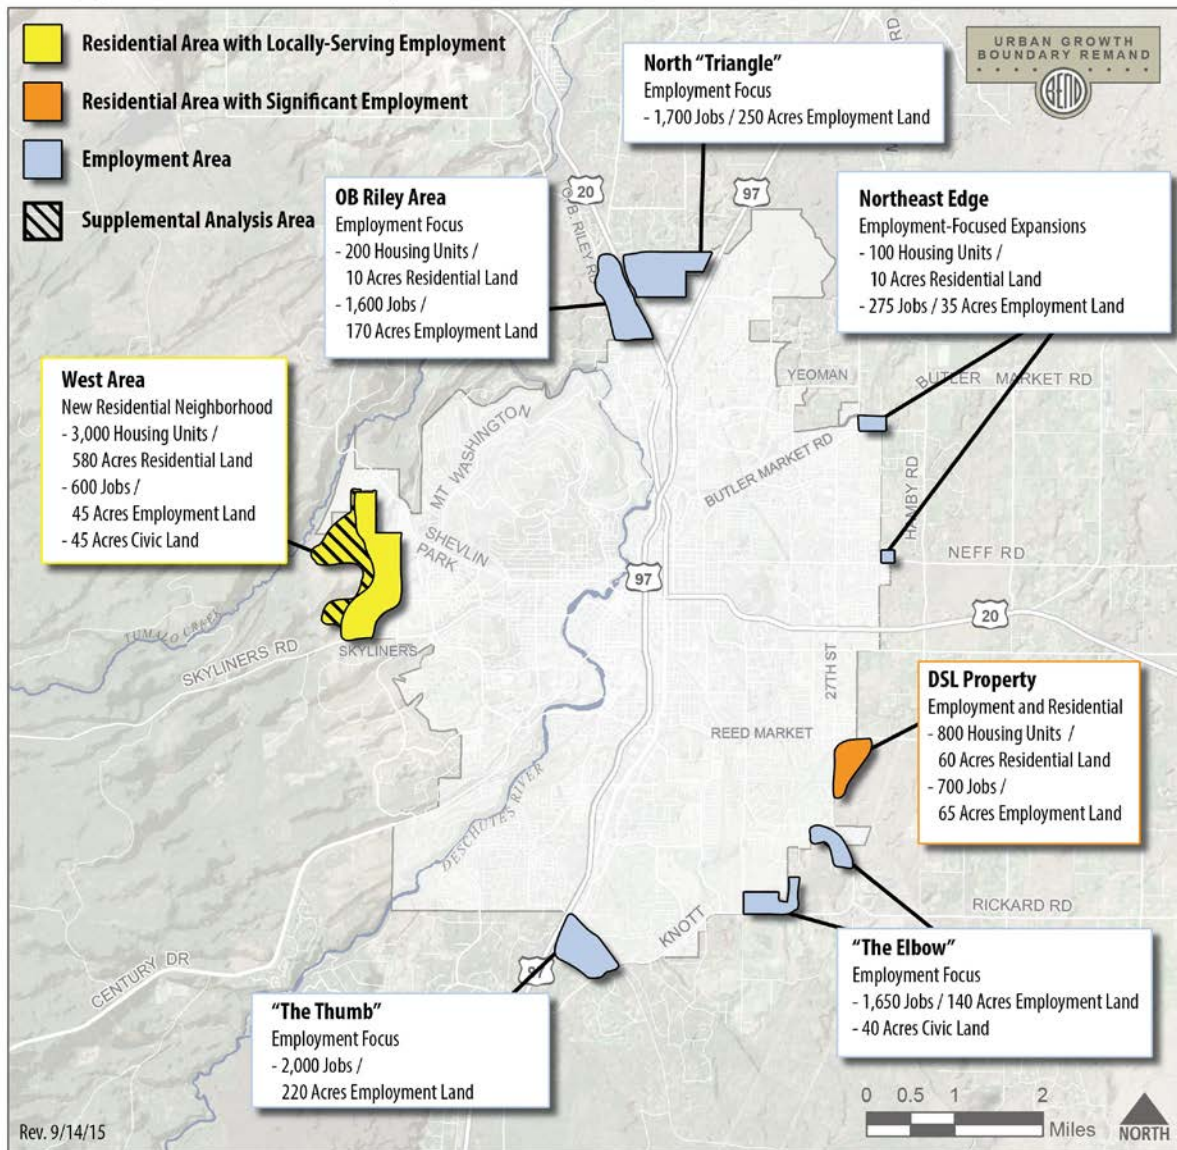 Residential Area with Locally-Serving Employment
Residential Area with Significant Employment
Employment Area
Supplemental Analysis Area
URBAN GROWTH
BOUNDARY REMAND
BEND
North "Triangle"
Employment Focus
- 1,700 Jobs / 250 Acres Employment Land
RD
20
97
O.B. RILEY RD
OB Riley Area
Employment Focus
- 200 Housing Units /
10 Acres Residential Land
- 1,600 Jobs /
170 Acres Employment Land
Northeast Edge
Employment-Focused Expansions
- 100 Housing Units /
10 Acres Residential Land
- 275 Jobs / 35 Acres Employment Land
West Area
New Residential Neighborhood
- 3,000 Housing Units /
580 Acres Residential Land
- 600 Jobs /
45 Acres Employment Land
- 45 Acres Civic Land
YEOMAN
BUTLER MARKET RD
MT WASHINGTON
BUTLER MARKET RD
HAMBY RD
SHEVLIN
PARK
NEFF RD
97
20
TUMALO CREEK
SKYLINERS RD
SKYLINERS
27TH ST
DSL Property
Employment and Residential
- 800 Housing Units /
60 Acres Residential Land
- 700 Jobs /
65 Acres Employment Land
REED MARKET
DESCHUTES RIVER
RICKARD RD
KNOTT
CENTURY DR
97
"The Elbow"
Employment Focus
- 1,650 Jobs / 140 Acres Employment Land
- 40 Acres Civic Land
"The Thumb"
Employment Focus
- 2,000 Jobs /
220 Acres Employment Land
0 0.5 1 2
Miles
NORTH
Rev. 9/14/15